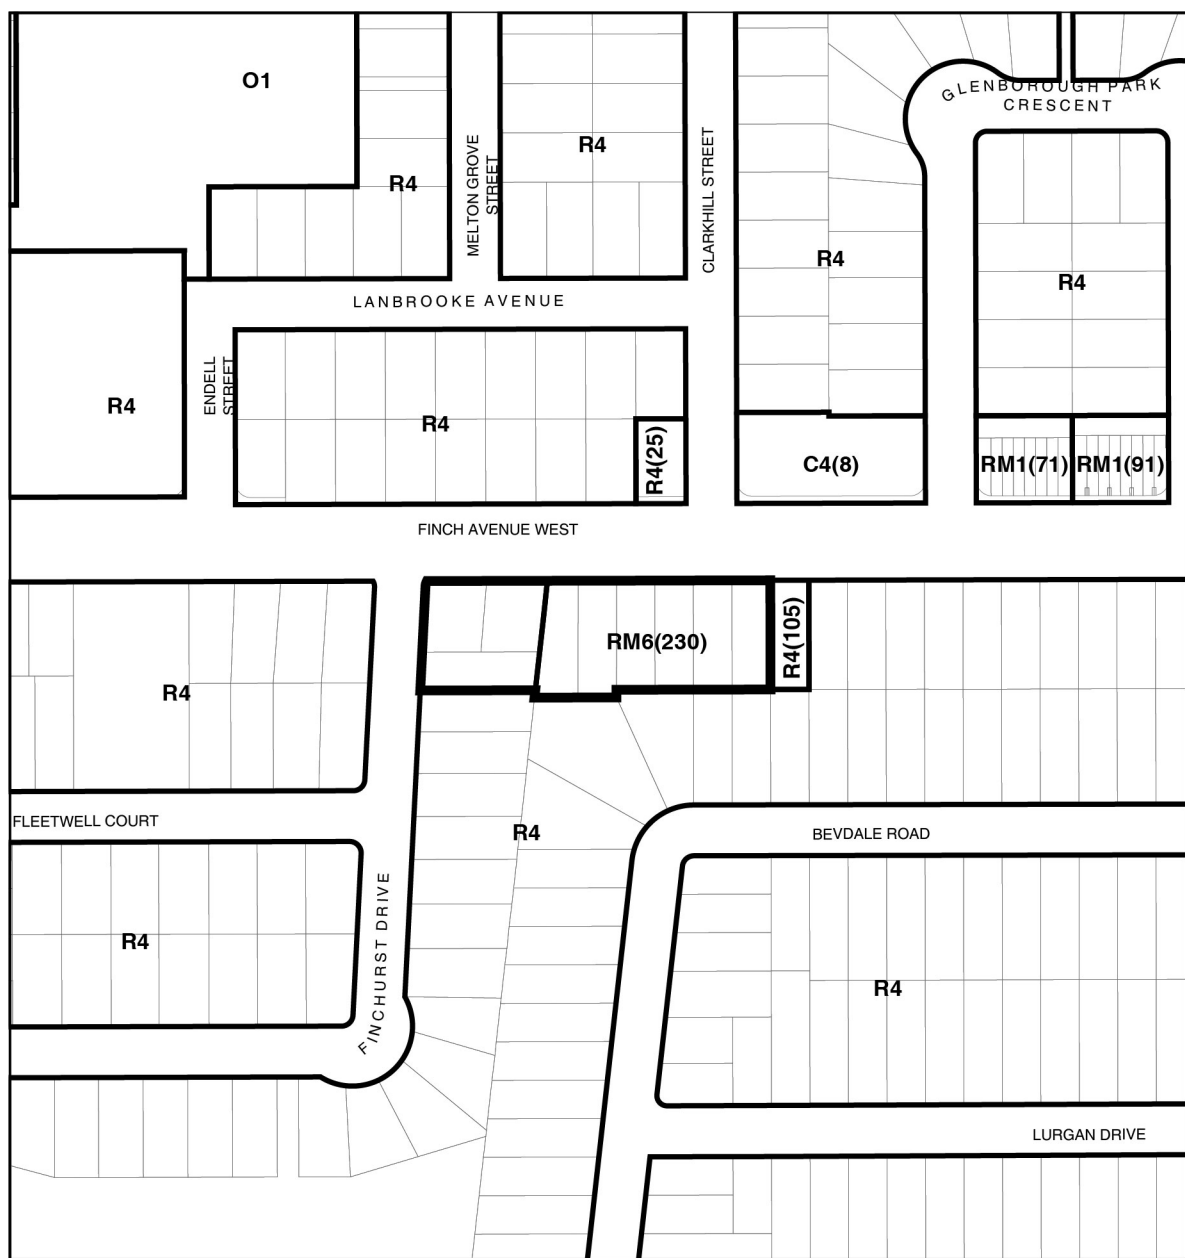 O1
R4
R4
MELTON GROVE
STREET
CLARKHILL STREET
GLENBOROUGH PARK
CRESCENT
R4
R4
LANBROOKE AVENUE
ENDELL
STREET
R4
R4
R4(25)
C4(8)
RM1(71)
RM1(91)
FINCH AVENUE WEST
RM6(230)
R4(105)
R4
FLEETWELL COURT
R4
BEVDALE ROAD
FINCHURST DRIVE
R4
R4
LURGAN DRIVE